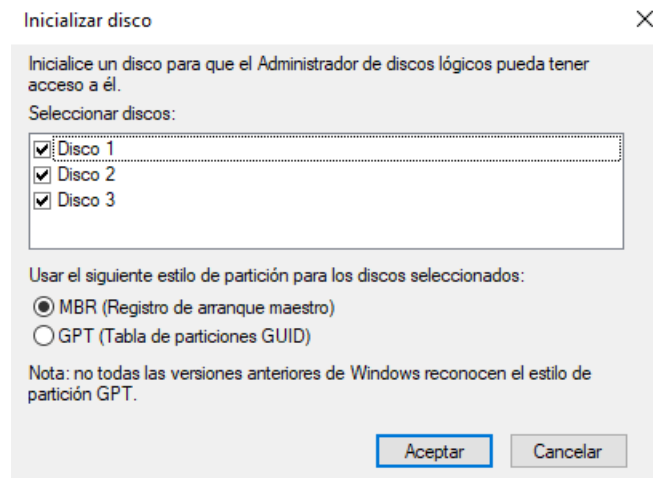 Inicializar disco
Inicialice un disco para que el Administrador de discos lógicos pueda tener
acceso a él.
Seleccionar discos:
Disco 1
Disco 2
Disco 3
Usar el siguiente estilo de partición para los discos seleccionados:
MBR (Registro de arranque maestro)
GPT (Tabla de particiones GUID)
Nota: no todas las versiones anteriores de Windows reconocen el estilo de
partición GPT.
Aceptar Cancelar